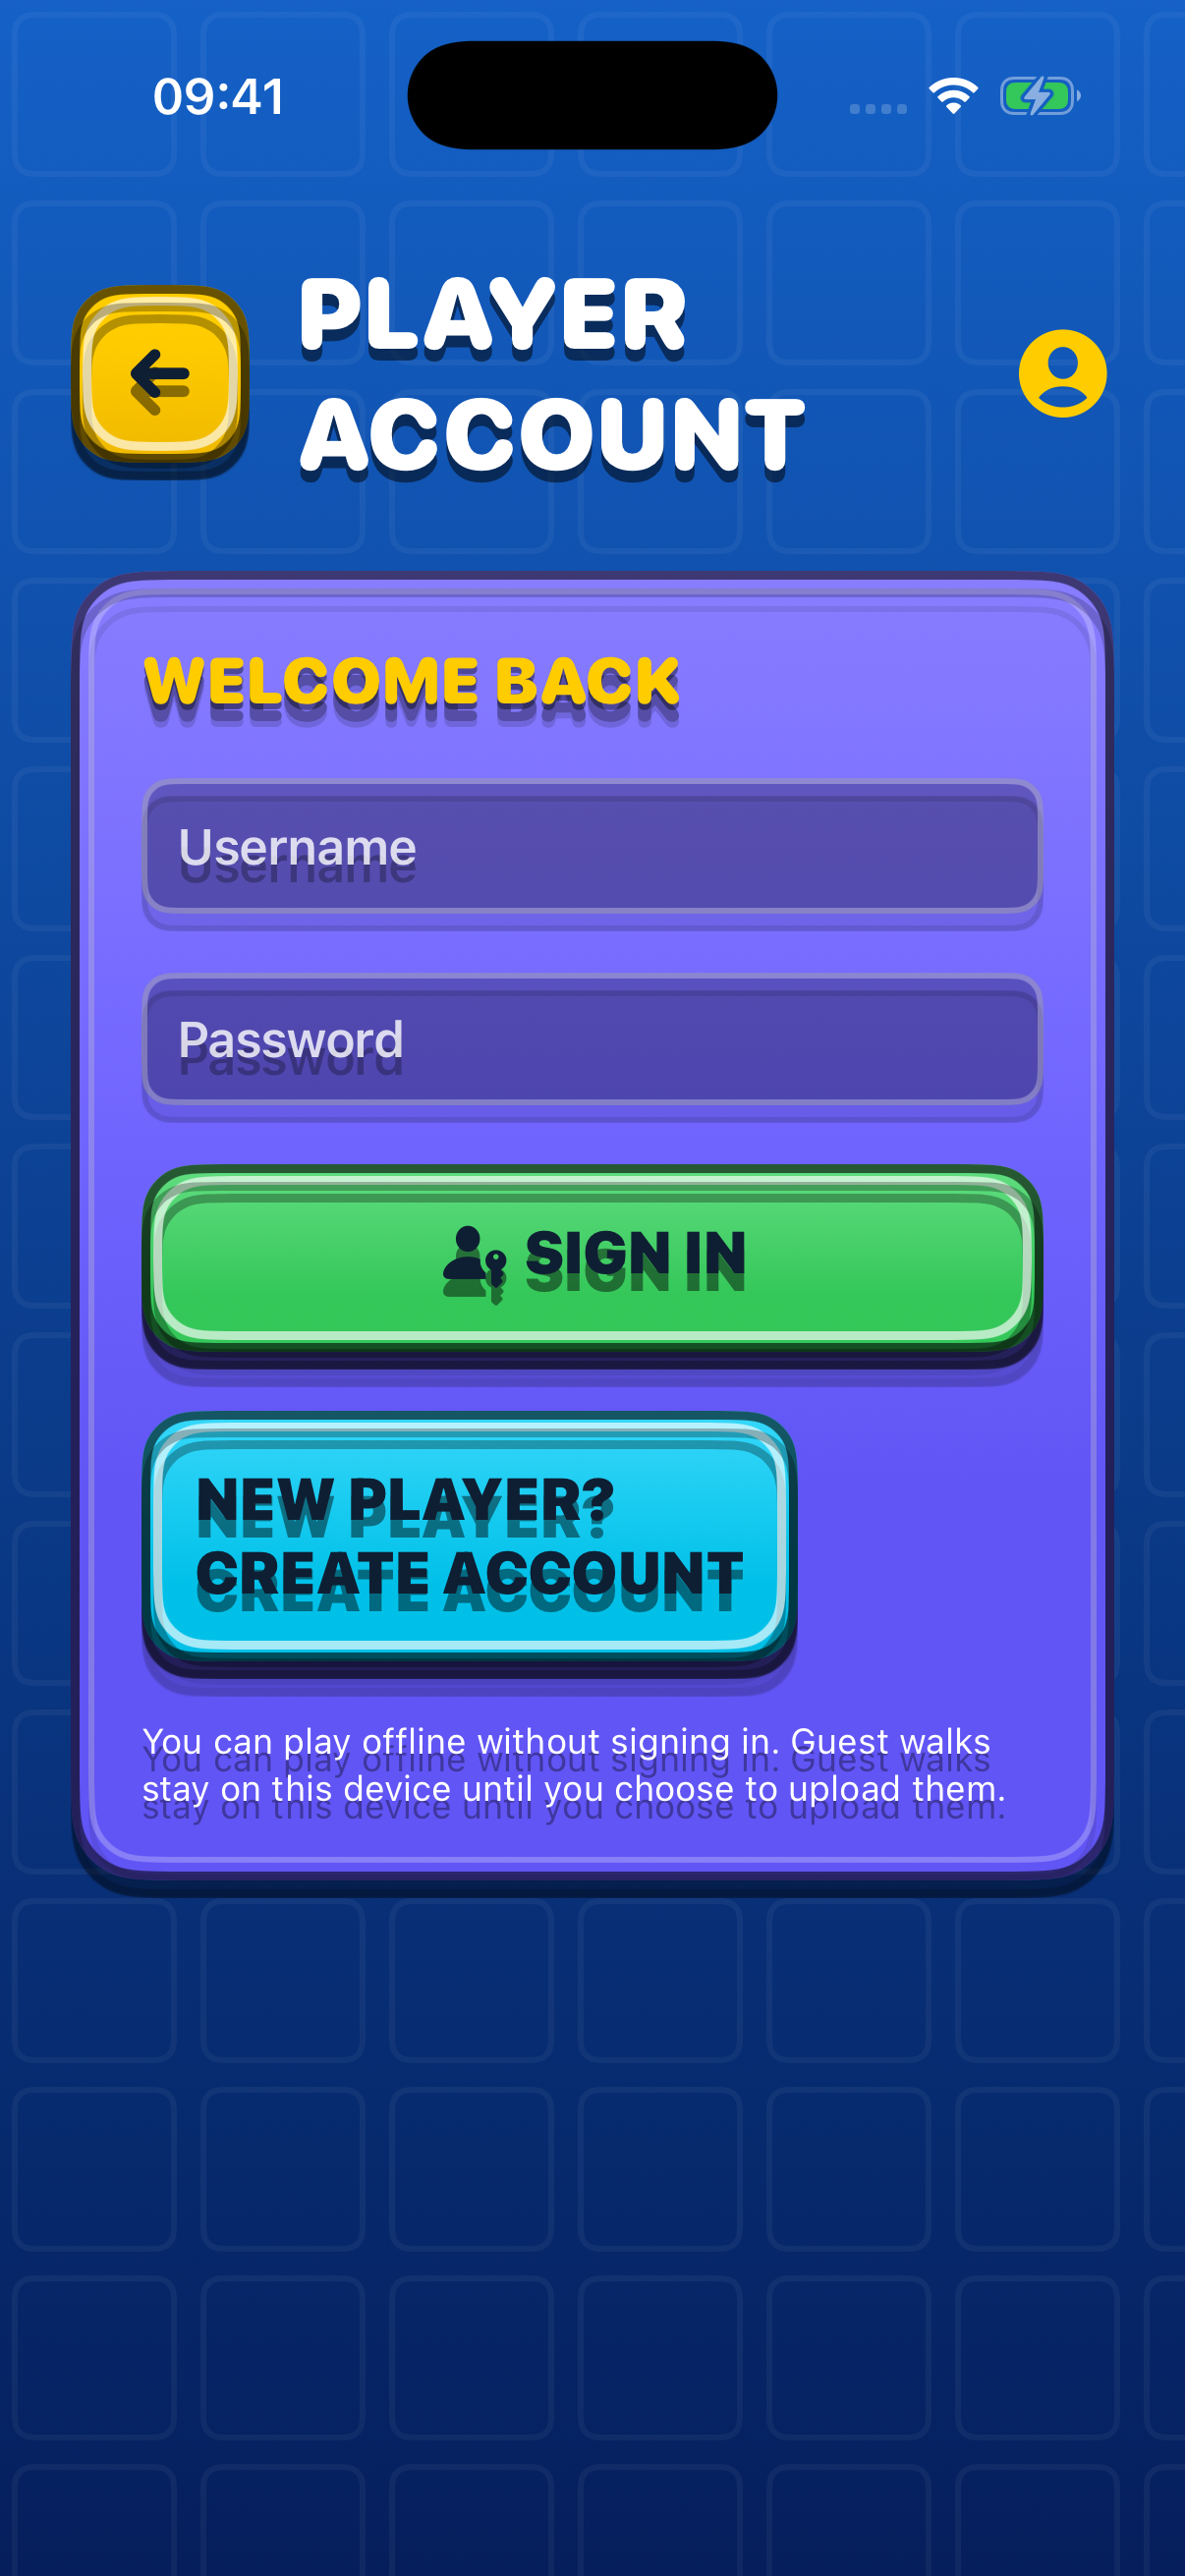 09:41
PLAYER
ACCOUNT
WELCOME BACK
Username
Password
SIGN IN
NEW PLAYER?
CREATE ACCOUNT
You can play offline without signing in. Guest walks
stay on this device until you choose to upload them.